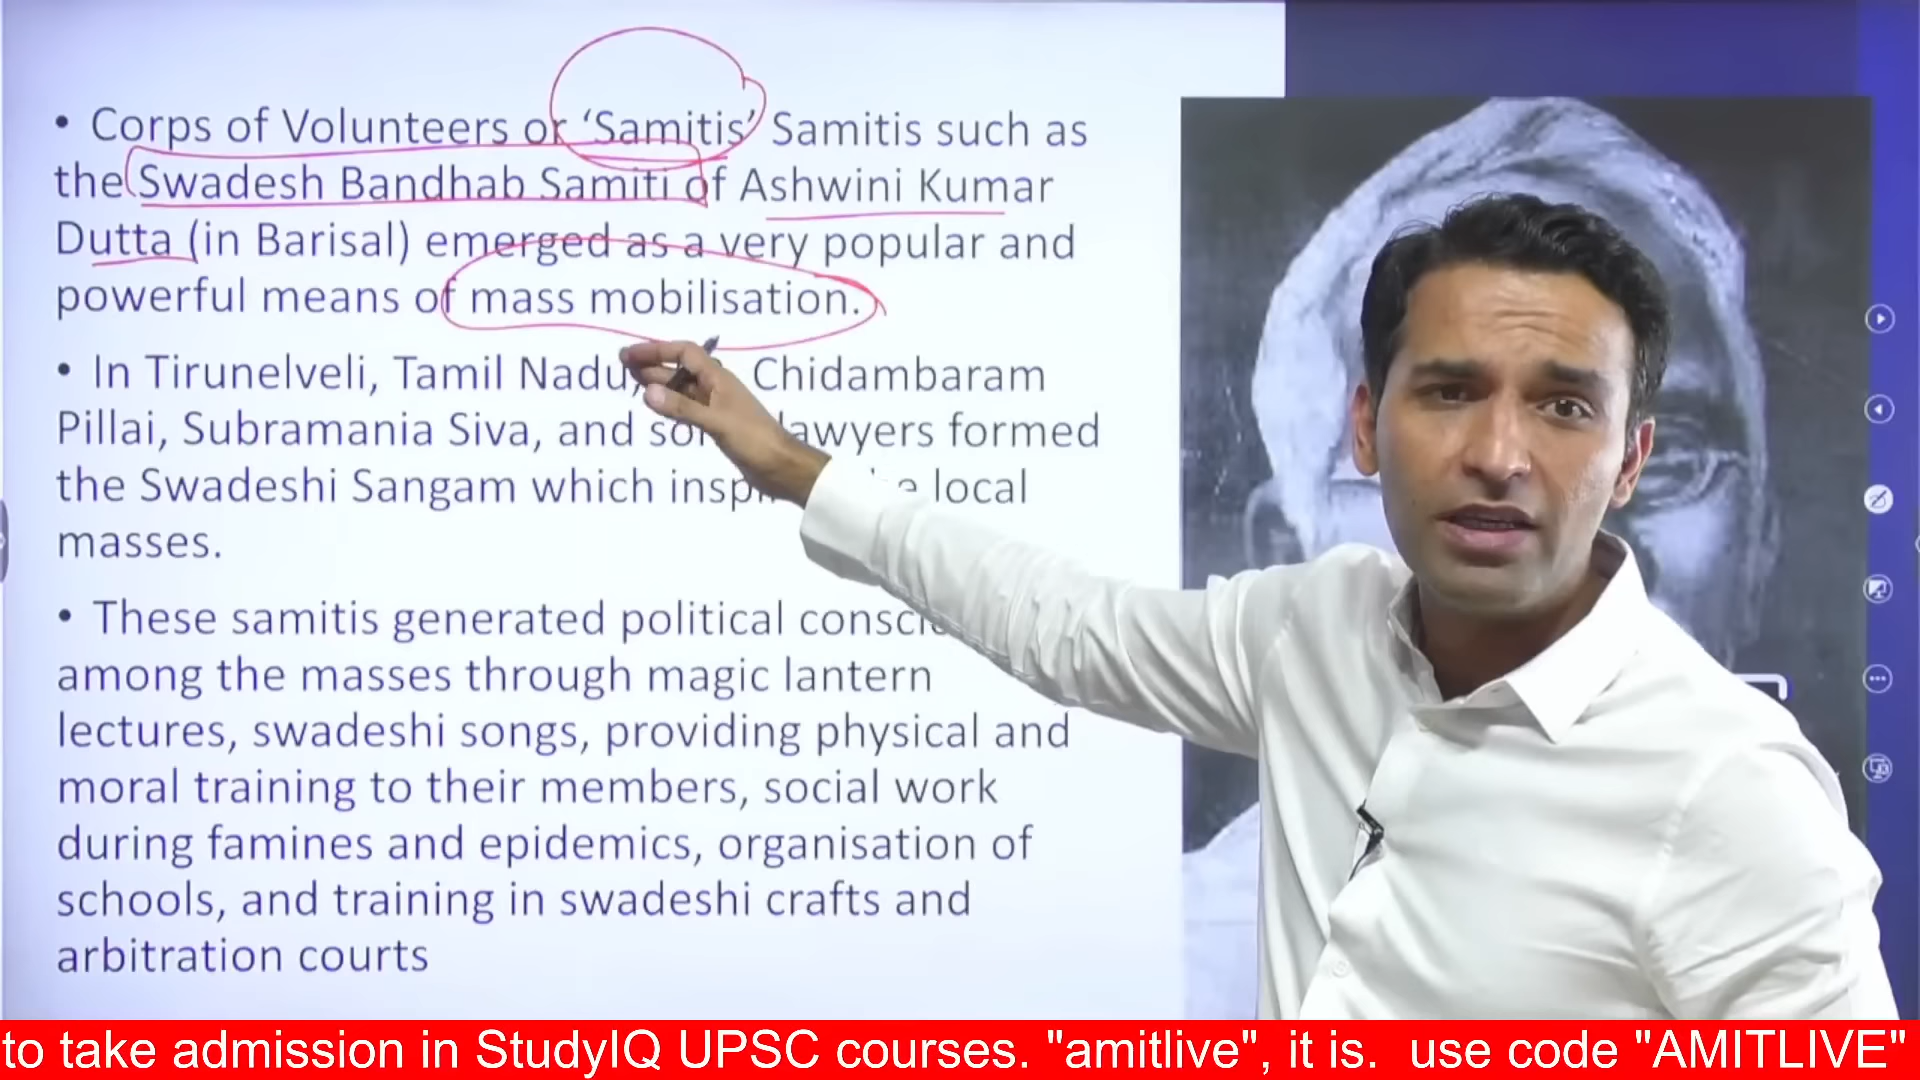 • Corps of Volunteers or ‘Samitis’ Samitis such as
the Swadesh Bandhab Samiti of Ashwini Kumar
Dutta (in Barisal) emerged as a very popular and
powerful means of mass mobilisation.
• In Tirunelveli, Tamil Nadu, Chidambaram
Pillai, Subramania Siva, and lawyers formed
the Swadeshi Sangam which local
masses.
• These samitis generated political
among the masses through magic lantern
lectures, swadeshi songs, providing physical and
moral training to their members, social work
during famines and epidemics, organisation of
schools, and training in swadeshi crafts and
arbitration courts
to take admission in StudyIQ UPSC courses. "amitlive", it is. use code "AMITLIVE"